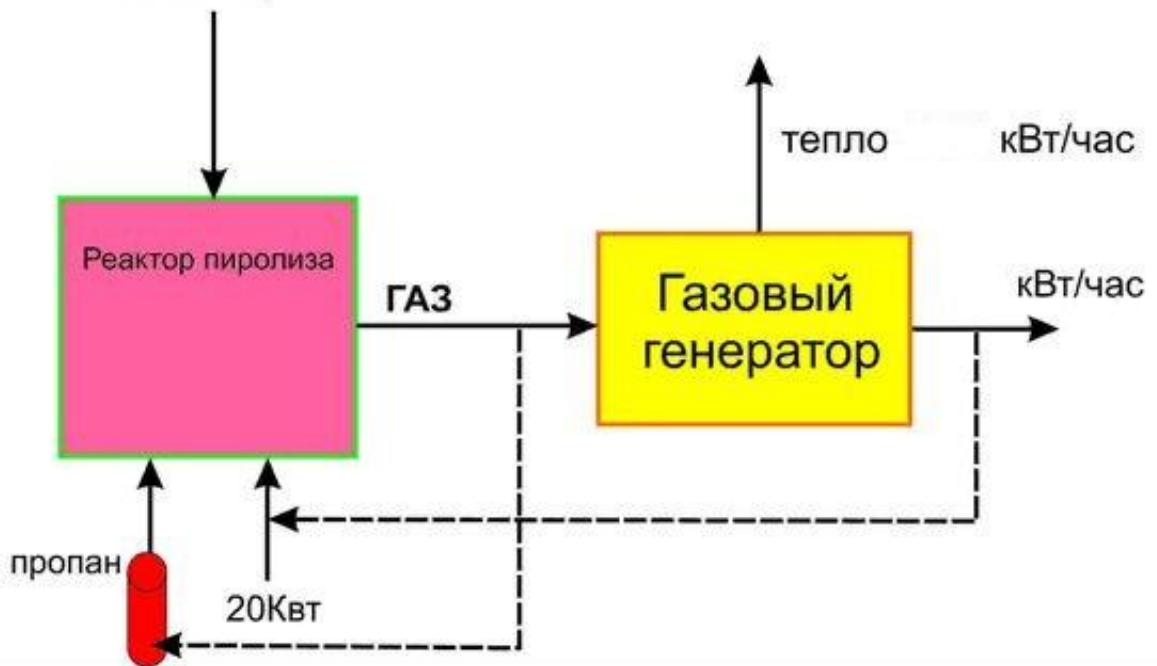 тепло кВт/час
Реактор пиролиза
ГАЗ
Газовый
генератор
кВт/час
пропан
20Квт